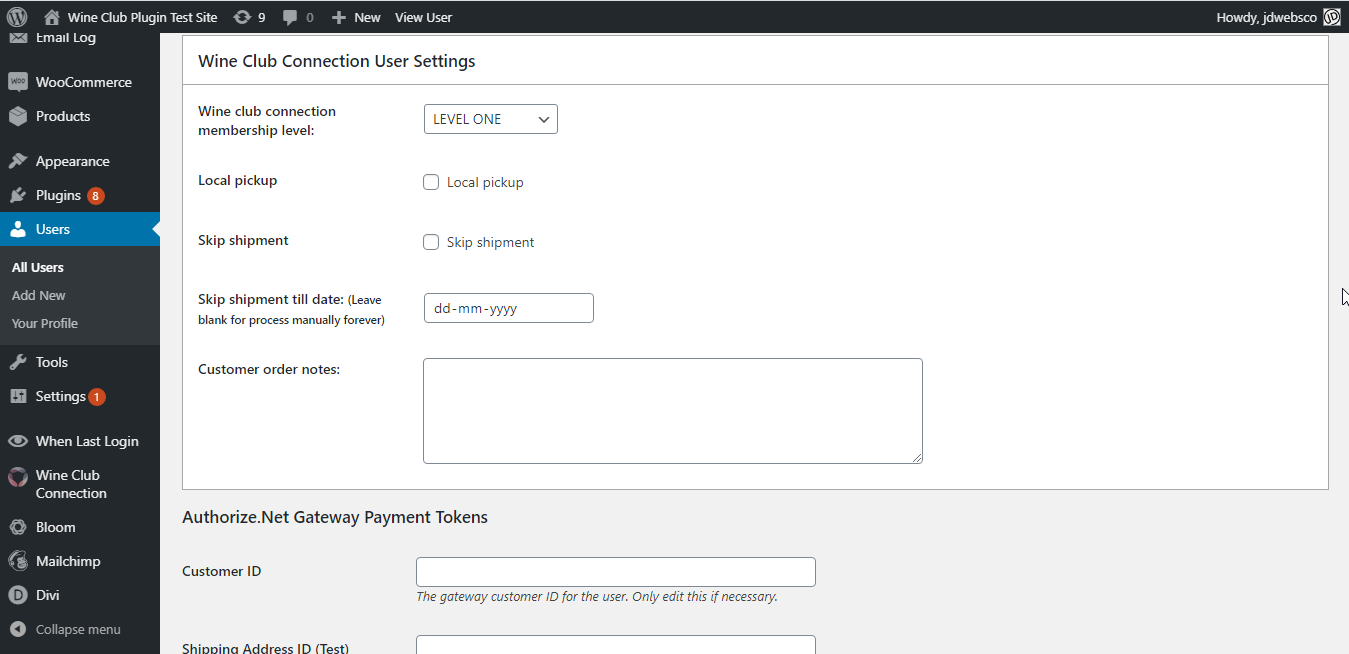 Wine Club Plugin Test Site 9 0 New View User Howdy, jdwebsco
Email Log
WOO WooCommerce
Products
Appearance
Plugins 8
Users
All Users
Add New
Your Profile
Tools
Settings 1
When Last Login
Wine Club
Connection
Bloom
Mailchimp
D Divi
Collapse menu
Wine Club Connection User Settings
Wine club connection
membership level:
LEVEL ONE
Local pickup
Local pickup
Skip shipment
Skip shipment
Skip shipment till date: (Leave
blank for process manually forever)
dd-mm-yyyy
Customer order notes:
Authorize.Net Gateway Payment Tokens
Customer ID
The gateway customer ID for the user. Only edit this if necessary.
Shipping Address ID (Test)